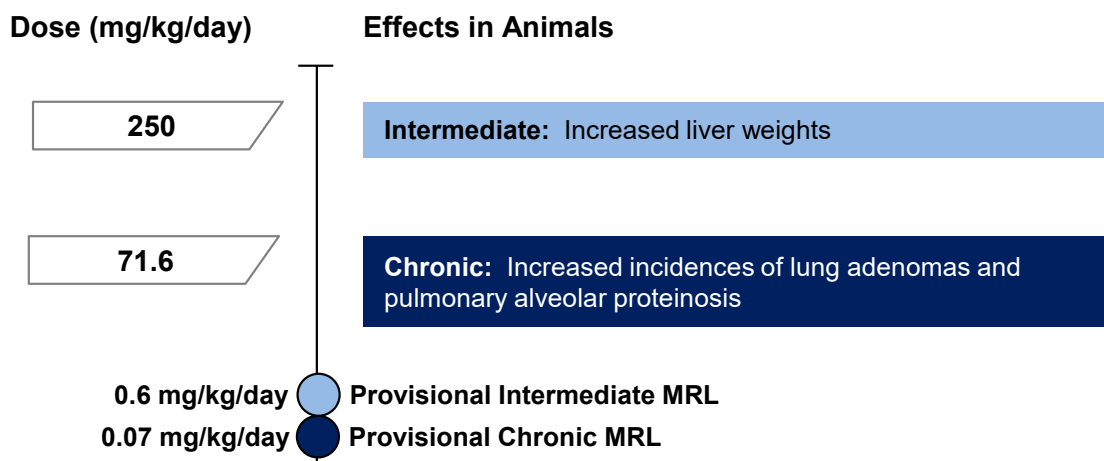 Dose (mg/kg/day) Effects in Animals
250 Intermediate: Increased liver weights
71.6 Chronic: Increased incidences of lung adenomas and
pulmonary alveolar proteinosis
0.6 mg/kg/day Provisional Intermediate MRL
0.07 mg/kg/day Provisional Chronic MRL